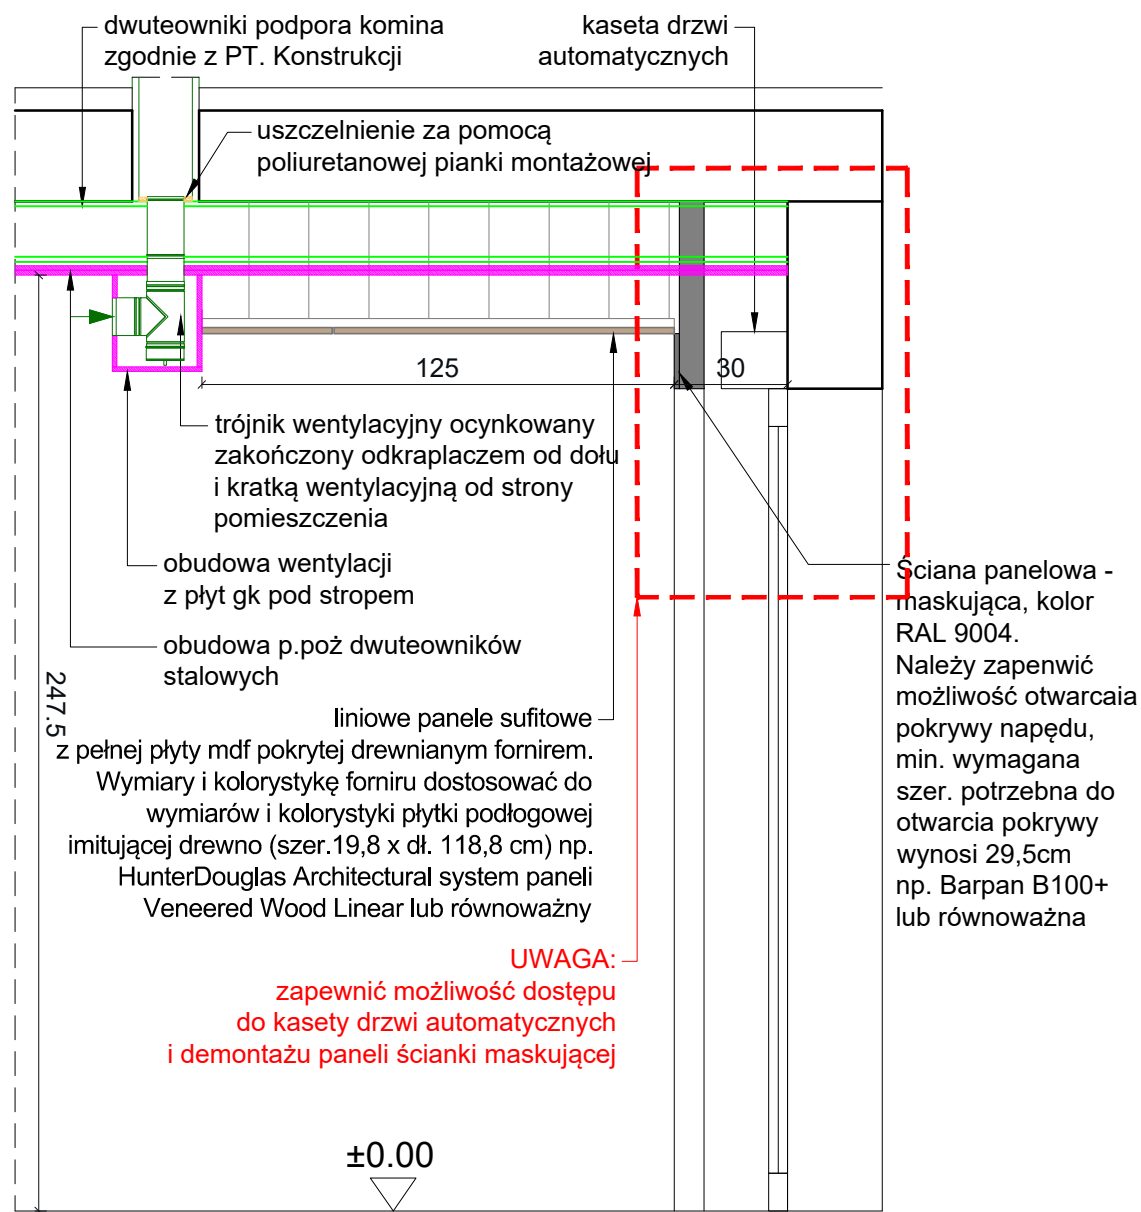 dwuteowniki podpora komina
zgodnie z PT. Konstrukcji
kaseta drzwi
automatycznych
uszczelnienie za pomocą
poliuretanowej pianki montażowej
125
30
trójnik wentylacyjny ocynkowany
zakończony odkraplaczem od dołu
i kratką wentylacyjną od strony
pomieszczenia
obudowa wentylacji
z płyt gk pod stropem
obudowa p.poż dwuteowników
stalowych
247.5
liniowe panele sufitowe
z pełnej płyty mdf pokrytej drewnianym fornirem.
Wymiary i kolorystykę forniru dostosować do
wymiarów i kolorystyki płytki podłogowej
imitującej drewno (szer.19,8 x dł. 118,8 cm) np.
HunterDouglas Architectural system paneli
Veneered Wood Linear lub równoważny
Ściana panelowa -
maskująca, kolor
RAL 9004.
Należy zapenwić
możliwość otwarcaia
pokrywy napędu,
min. wymagana
szer. potrzebna do
otwarcia pokrywy
wynosi 29,5cm
np. Barpan B100+
lub równoważna
UWAGA:
zapewnić możliwość dostępu
do kasety drzwi automatycznych
i demontażu paneli ścianki maskującej
±0.00